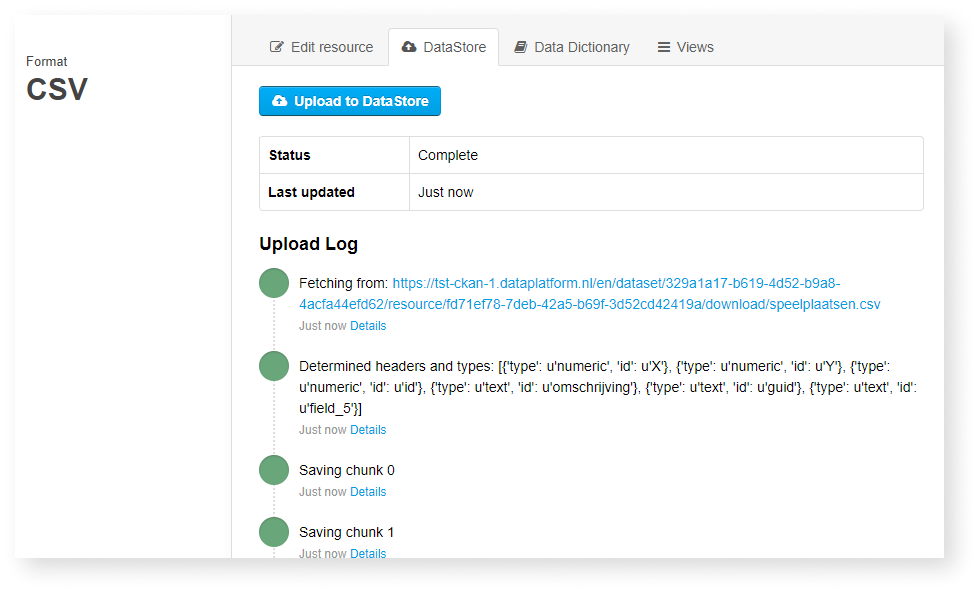 Format
CSV
Edit resource
DataStore
Data Dictionary
Views
Upload to DataStore
Status Complete
Last updated Just now
Upload Log
Fetching from: https://tst-ckan-1.dataplatform.nl/en/dataset/329a1a17-b619-4d52-b9a8-
4acfa44efd62/resource/fd71ef78-7deb-42a5-b69f-3d52cd42419a/download/speelplaatsen.csv
Just now Details
Determined headers and types: [{'type': u'numeric', 'id': u'X'}, {'type': u'numeric', 'id': u'Y'}, {'type':
u'numeric', 'id': u'id'}, {'type': u'text', 'id': u'omschrijving'}, {'type': u'text', 'id': u'guid'}, {'type': u'text', 'id':
u'field_5'}]
Just now Details
Saving chunk 0
Just now Details
Saving chunk 1
Just now Details